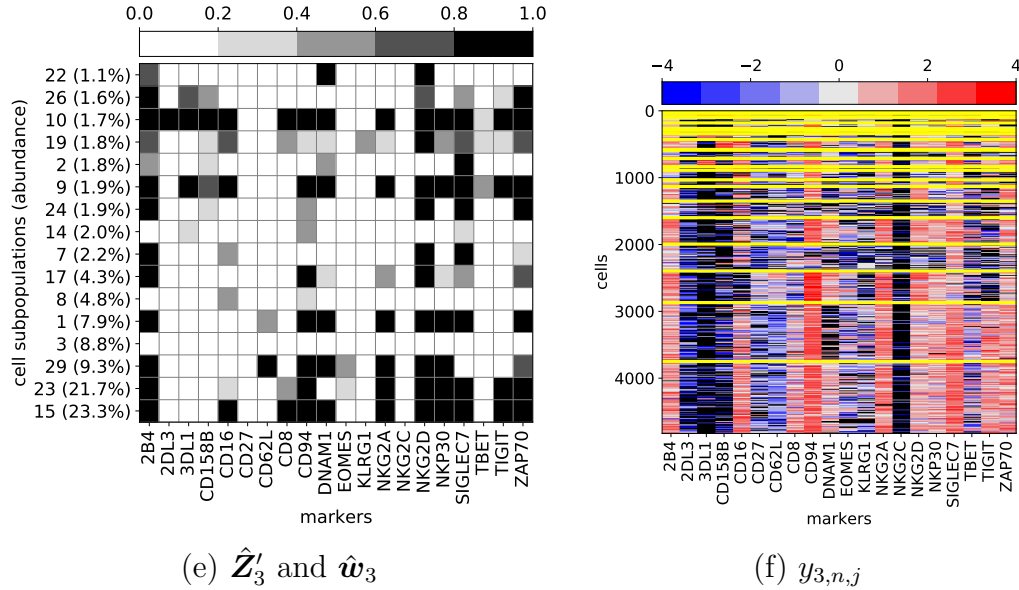 0.0 0.2 0.4 0.6 0.8 1.0
cell subpopulations (abundance)
22 (1.1%)
26 (1.6%)
10 (1.7%)
19 (1.8%)
2 (1.8%)
9 (1.9%)
24 (1.9%)
14 (2.0%)
7 (2.2%)
17 (4.3%)
8 (4.8%)
1 (7.9%)
3 (8.8%)
29 (9.3%)
23 (21.7%)
15 (23.3%)
2B4
2DL3
3DL1
CD158B
CD16
CD27
CD62L
CD8
CD94
DNAM1
EOMES
KLRG1
NKG2A
NKG2C
NKG2D
NKP30
SIGLEC7
TBET
TIGIT
ZAP70
markers
(e) Ẑ′₃ and ŵ₃
−4 −2 0 2 4
cells
0
1000
2000
3000
4000
2B4
2DL3
3DL1
CD158B
CD16
CD27
CD62L
CD8
CD94
DNAM1
EOMES
KLRG1
NKG2A
NKG2C
NKG2D
NKP30
SIGLEC7
TBET
TIGIT
ZAP70
markers
(f) y₃,ₙ,ⱼ